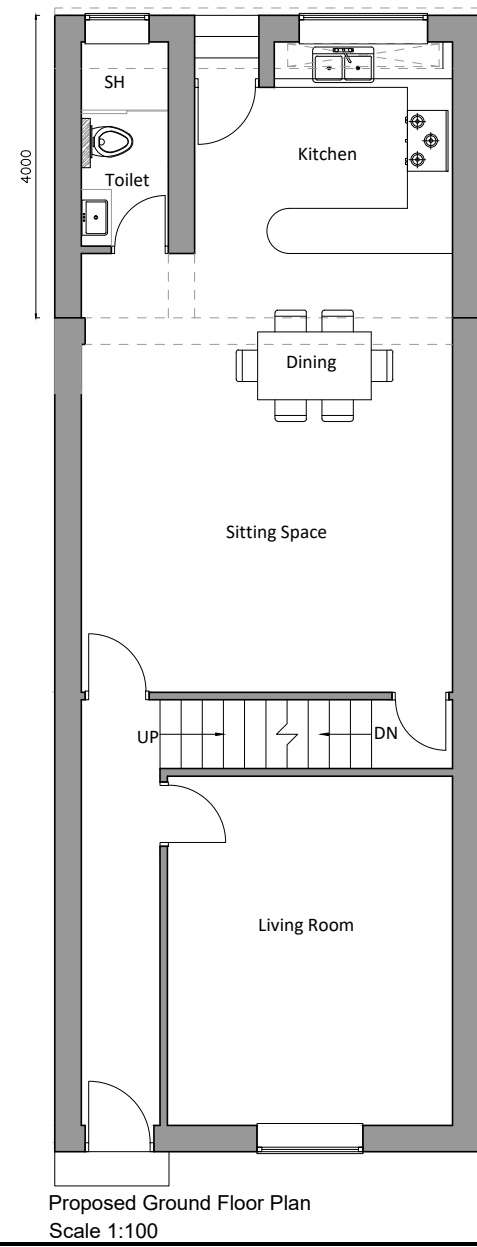 SH
Kitchen
4000
Toilet
Dining
Sitting Space
UP
DN
Living Room
Proposed Ground Floor Plan
Scale 1:100